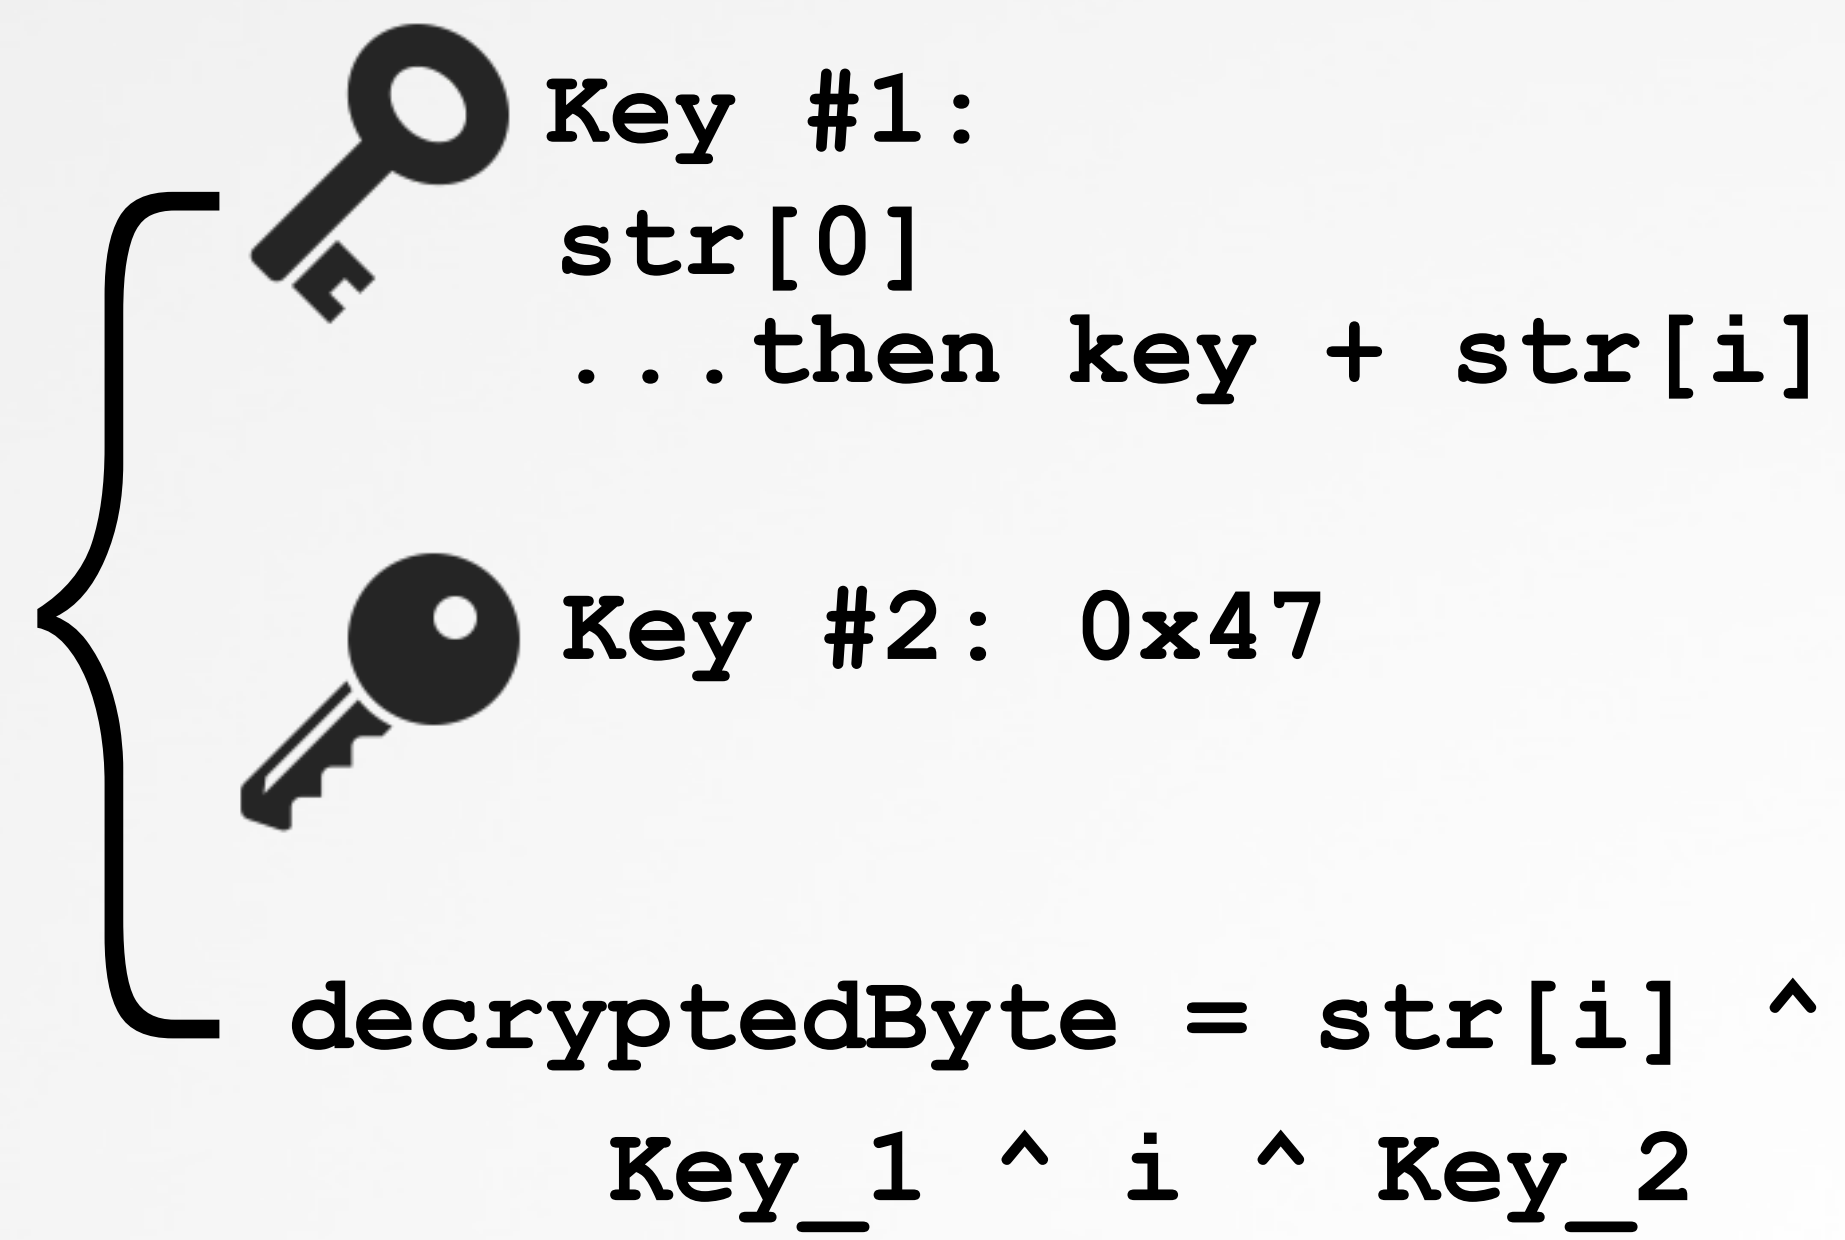 Key #1:
str[0]
...then key + str[i]
Key #2: 0x47
decryptedByte = str[i] ^
Key_1 ^ i ^ Key_2